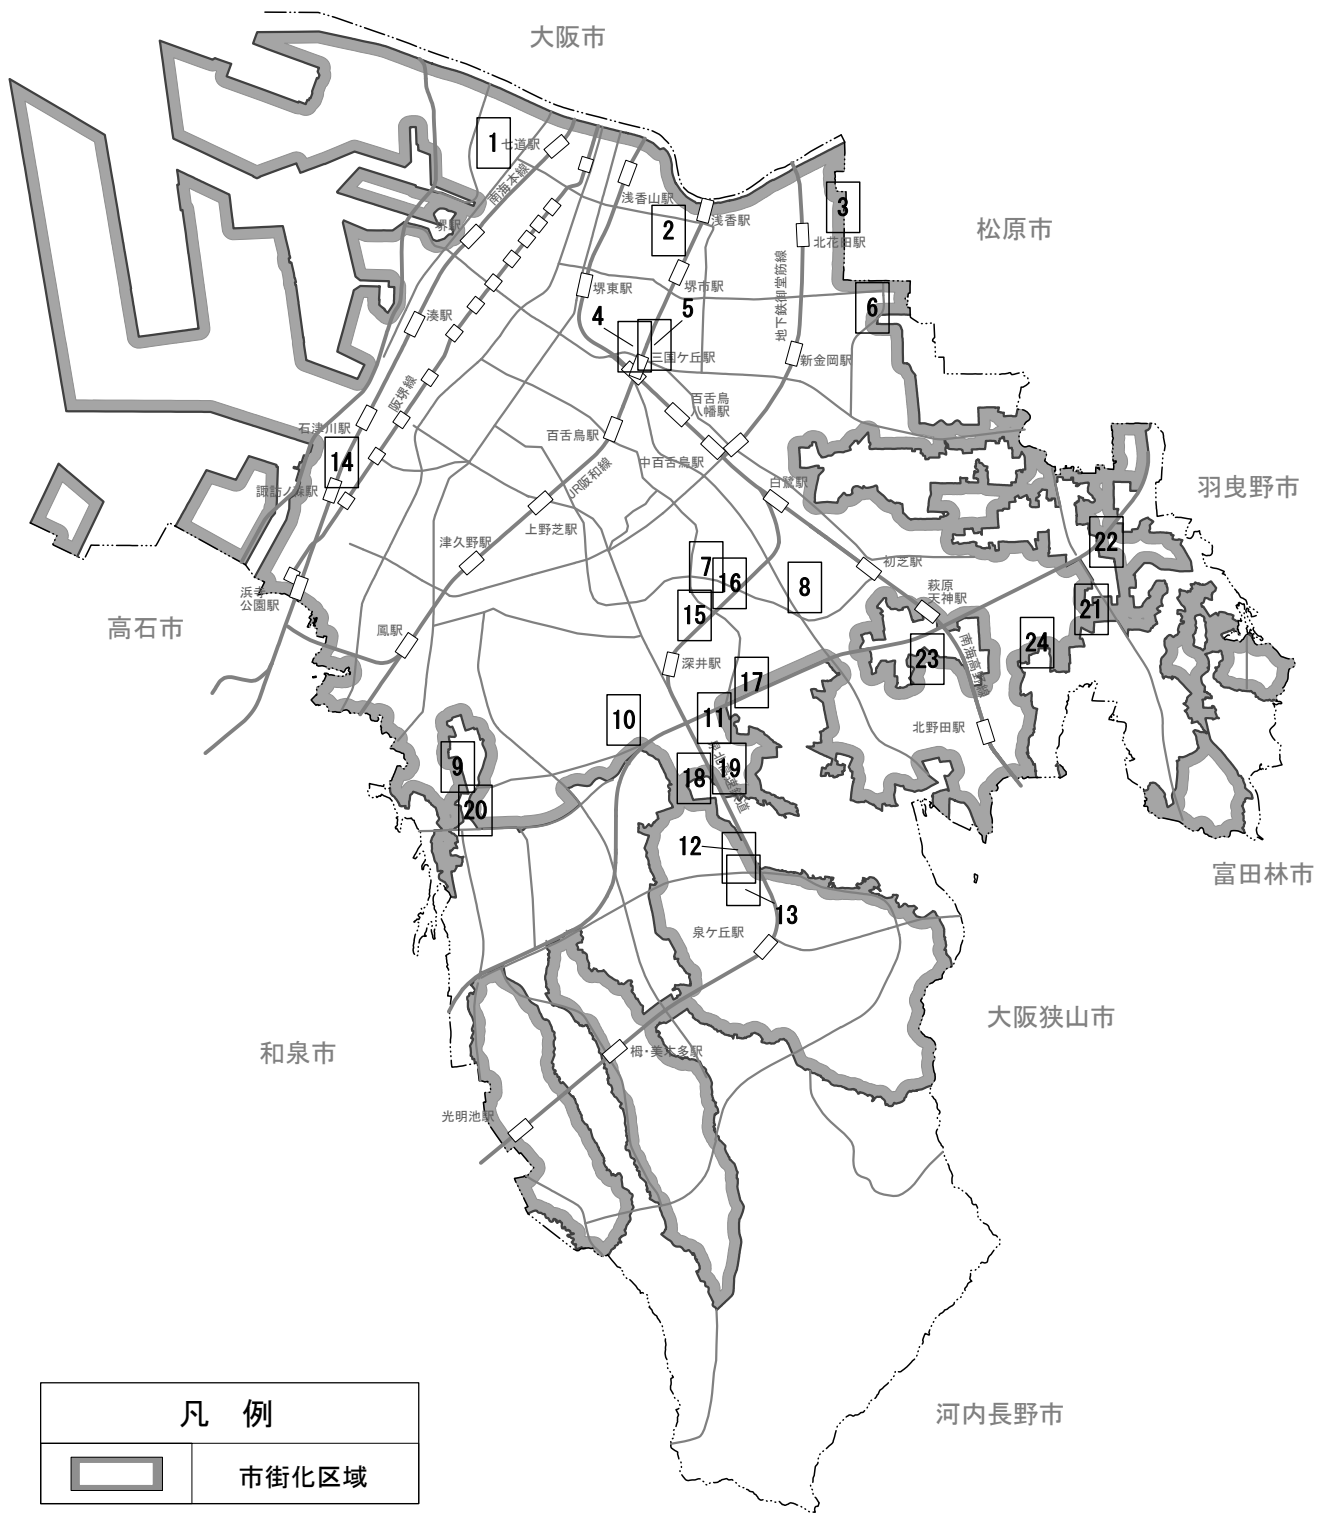 大阪市
1
七道駅
南海本線
浅香山駅
2
浅香駅
3
北花田駅
松原市
堺駅
堺東駅
堺市駅
地下鉄御堂筋線
6
4
5
湊駅
三国ケ丘駅
新金岡駅
阪堺線
百舌鳥
八幡駅
石津川駅
百舌鳥駅
中百舌鳥駅
14
諏訪ノ森駅
JR阪和線
白鷺駅
羽曳野市
上野芝駅
津久野駅
22
7
16
8
初芝駅
浜寺
公園駅
萩原
天神駅
高石市
15
21
鳳駅
24
深井駅
23
南海高野線
17
10
11
北野田駅
9
18
19
泉北高速鉄道
20
12
富田林市
13
泉ケ丘駅
大阪狭山市
和泉市
栂・美木多駅
光明池駅
河内長野市
凡 例
市街化区域